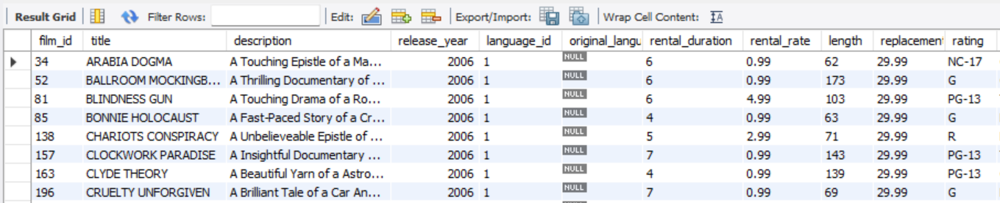 Result Grid Filter Rows: Edit: Export/Import: Wrap Cell Content: IA
film_id title description release_year language_id original_langu rental_duration rental_rate length replacement rating
34 ARABIA DOGMA A Touching Epistle of a Ma... 2006 1 NULL 6 0.99 62 29.99 NC-17
52 BALLROOM MOCKINGB... A Thrilling Documentary of ... 2006 1 NULL 6 0.99 173 29.99 G
81 BLINDNESS GUN A Touching Drama of a Ro... 2006 1 NULL 6 4.99 103 29.99 PG-13
85 BONNIE HOLOCAUST A Fast-Paced Story of a Cr... 2006 1 NULL 4 0.99 63 29.99 G
138 CHARIOTS CONSPIRACY A Unbelieveable Epistle of ... 2006 1 NULL 5 2.99 71 29.99 R
157 CLOCKWORK PARADISE A Insightful Documentary ... 2006 1 NULL 7 0.99 143 29.99 PG-13
163 CLYDE THEORY A Beautiful Yarn of a Astro... 2006 1 NULL 4 0.99 139 29.99 PG-13
196 CRUELTY UNFORGIVEN A Brilliant Tale of a Car An... 2006 1 NULL 7 0.99 69 29.99 G